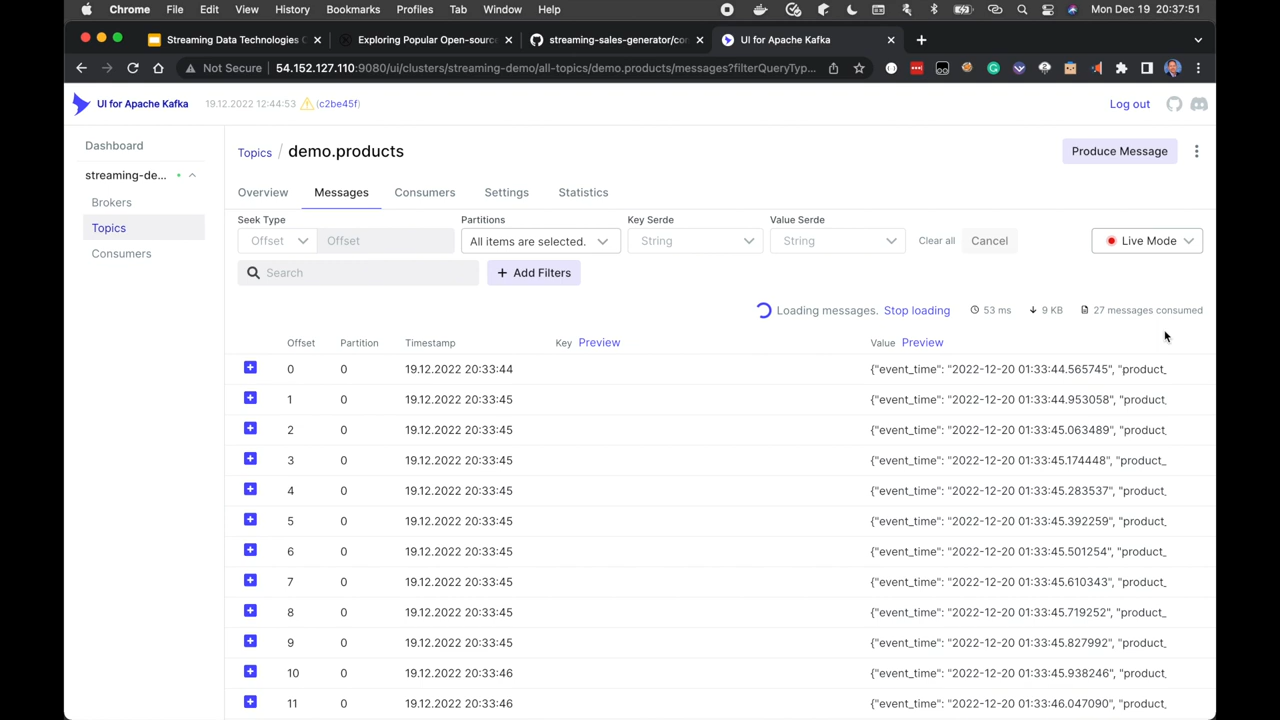 Chrome File Edit View History Bookmarks Profiles Tab Window Help Mon Dec 19 20:37:51
Streaming Data Technologies C Exploring Popular Open-source streaming-sales-generator/con UI for Apache Kafka
Not Secure 54.152.127.110:9080/ui/clusters/streaming-demo/all-topics/demo.products/messages?filterQueryTyp...
UI for Apache Kafka 19.12.2022 12:44:53 (c2be45f) Log out
Dashboard
streaming-de...
Brokers
Topics
Consumers
Topics / demo.products Produce Message
Overview Messages Consumers Settings Statistics
Seek Type Partitions Key Serde Value Serde
Offset Offset All items are selected. String String Clear all Cancel Live Mode
Search + Add Filters
Loading messages. Stop loading 53 ms 9 KB 27 messages consumed
Offset Partition Timestamp Key Preview Value Preview
0 0 19.12.2022 20:33:44 {"event_time": "2022-12-20 01:33:44.565745", "product_
1 0 19.12.2022 20:33:45 {"event_time": "2022-12-20 01:33:44.953058", "product_
2 0 19.12.2022 20:33:45 {"event_time": "2022-12-20 01:33:45.063489", "product_
3 0 19.12.2022 20:33:45 {"event_time": "2022-12-20 01:33:45.174448", "product_
4 0 19.12.2022 20:33:45 {"event_time": "2022-12-20 01:33:45.283537", "product_
5 0 19.12.2022 20:33:45 {"event_time": "2022-12-20 01:33:45.392259", "product_
6 0 19.12.2022 20:33:45 {"event_time": "2022-12-20 01:33:45.501254", "product_
7 0 19.12.2022 20:33:45 {"event_time": "2022-12-20 01:33:45.610343", "product_
8 0 19.12.2022 20:33:45 {"event_time": "2022-12-20 01:33:45.719252", "product_
9 0 19.12.2022 20:33:45 {"event_time": "2022-12-20 01:33:45.827992", "product_
10 0 19.12.2022 20:33:46 {"event_time": "2022-12-20 01:33:45.938246", "product_
11 0 19.12.2022 20:33:46 {"event_time": "2022-12-20 01:33:46.047090", "product_